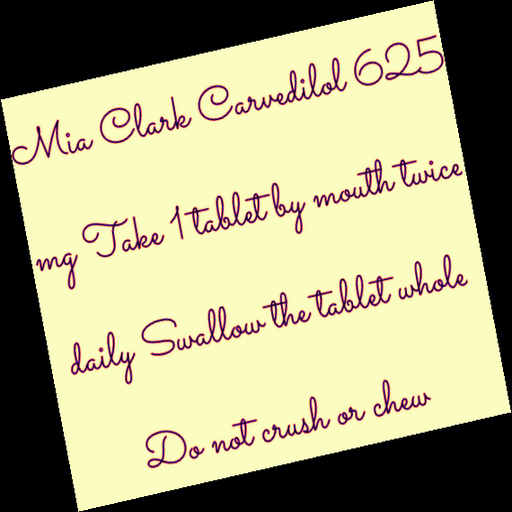 Mia Clark Carvedilol 625
mg Take 1 tablet by mouth twice
daily Swallow the tablet whole
Do not crush or chew